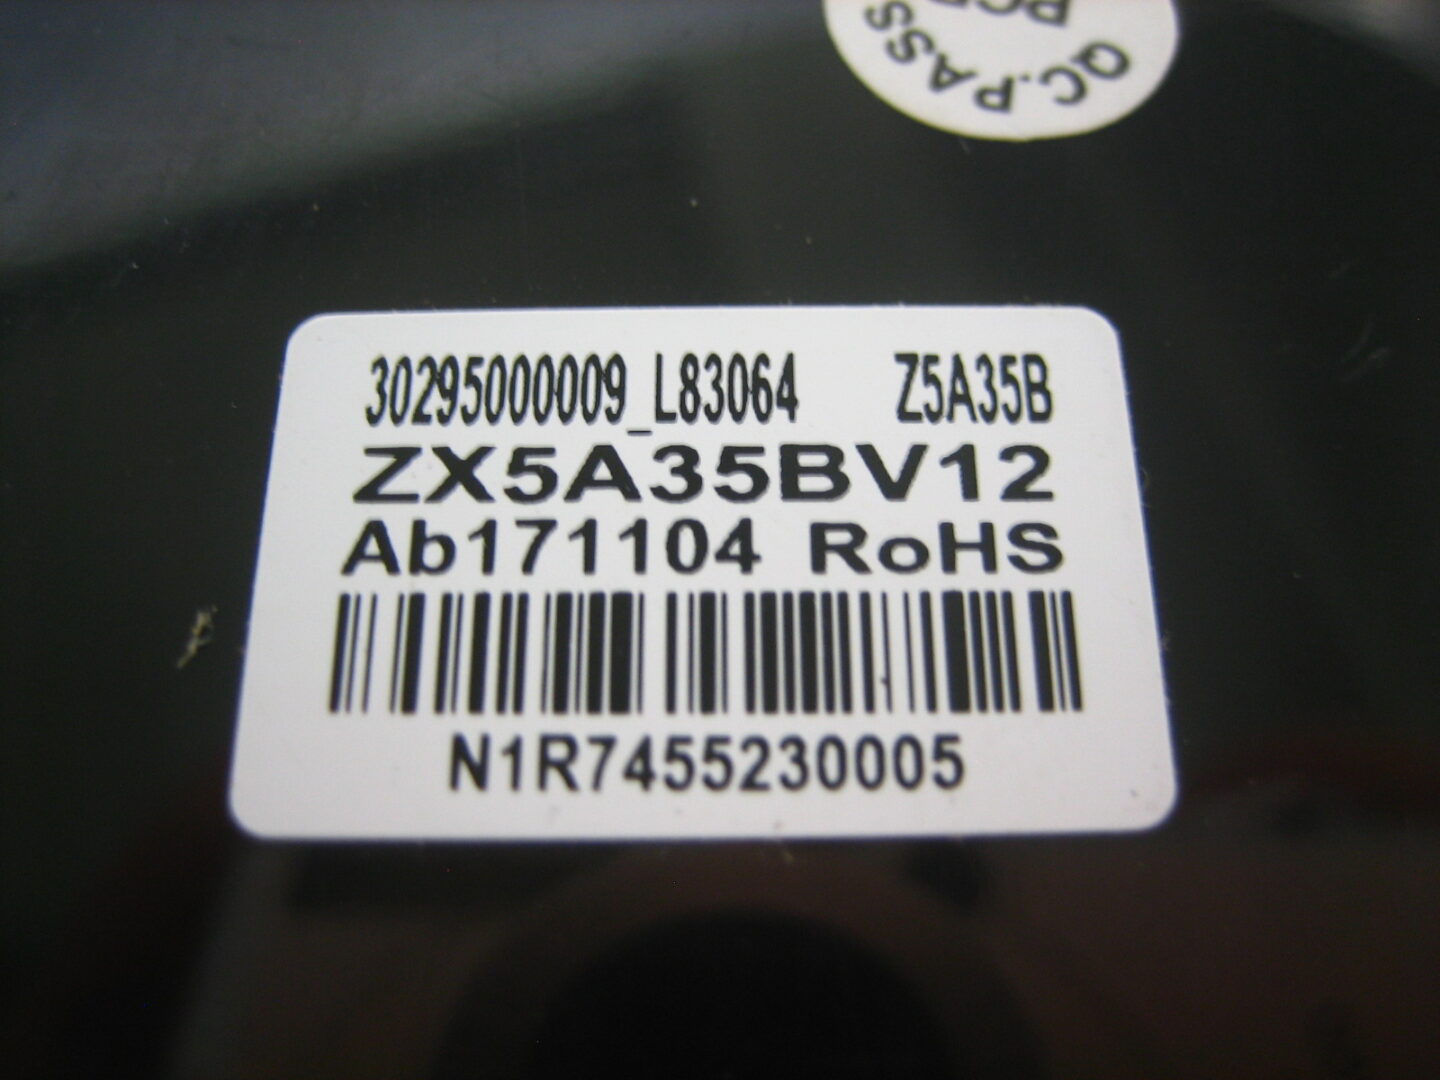 QC.PASS
30295000009_L83064 Z5A35B
ZX5A35BV12
Ab171104 RoHS
N1R7455230005